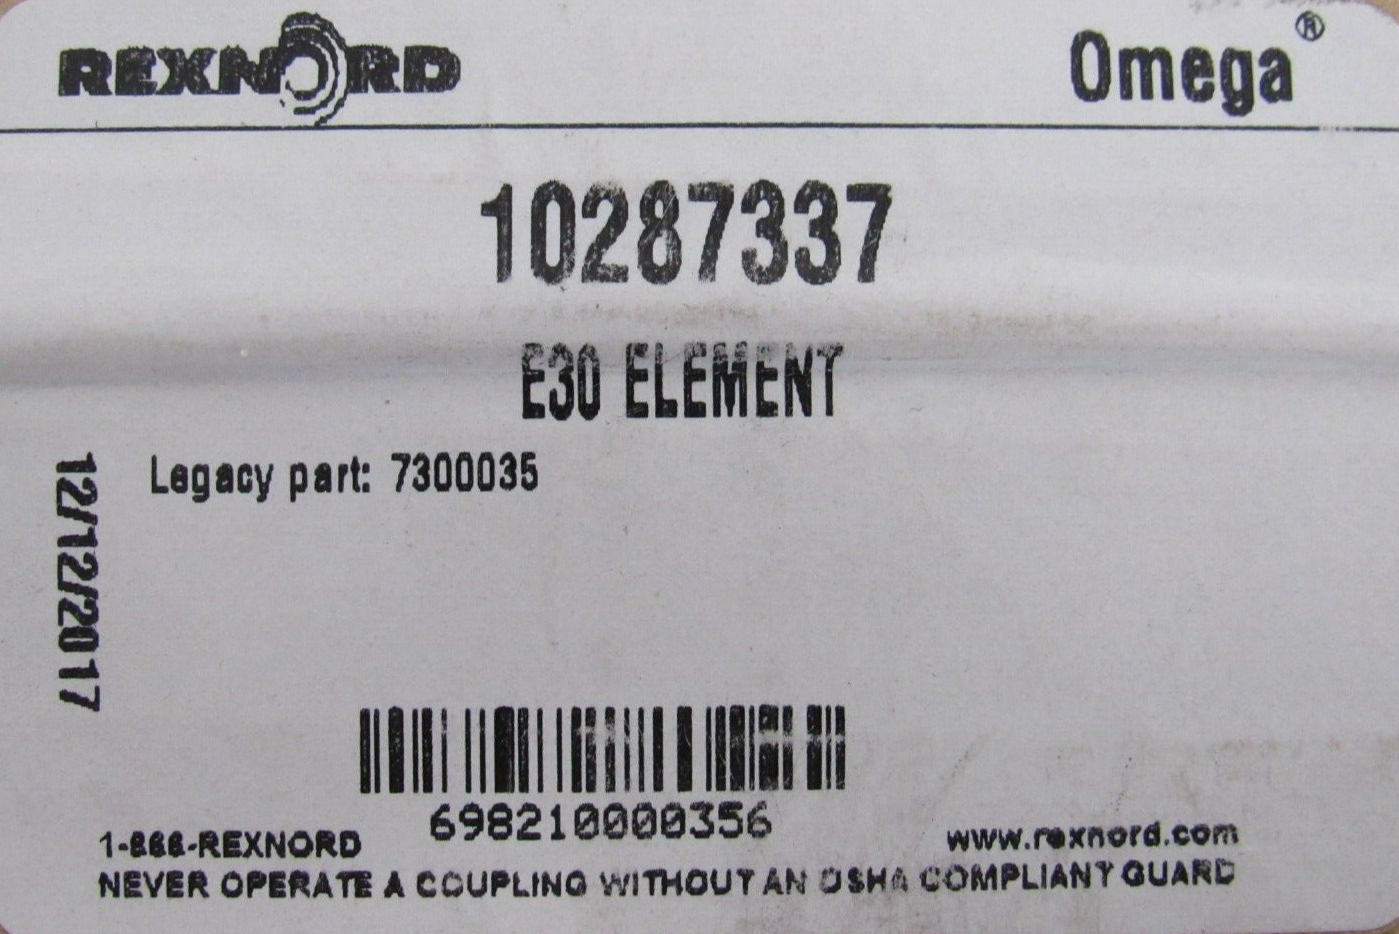 REXNORD
Omega®
10287337
E30 ELEMENT
Legacy part: 7300035
12/12/2017
698210000356
1-866-REXNORD
www.rexnord.com
NEVER OPERATE A COUPLING WITHOUT AN OSHA COMPLIANT GUARD